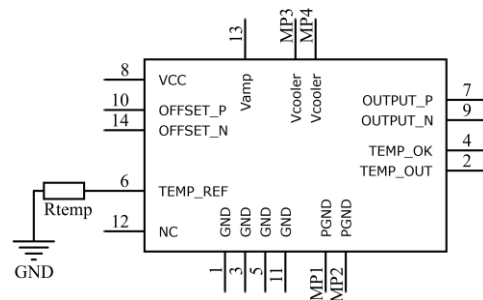 13
MP3
MP4
8
VCC
Vamp
Vcooler
Vcooler
7
OUTPUT_P
10
OFFSET_P
9
OUTPUT_N
14
OFFSET_N
4
TEMP_OK
2
TEMP_OUT
6
TEMP_REF
Rtemp
12
NC
GND
GND
GND
GND
PGND
PGND
GND
1
3
5
11
MP1
MP2